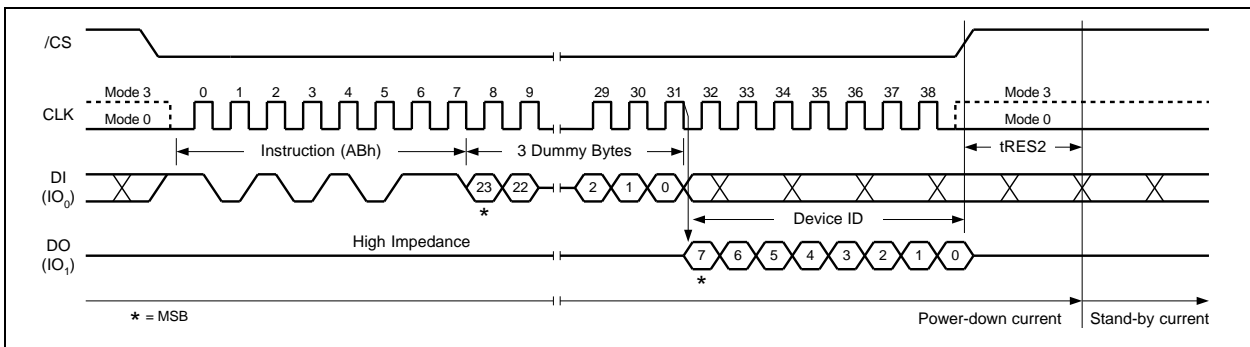 /CS
Mode 3 0 1 2 3 4 5 6 7 8 9 29 30 31 32 33 34 35 36 37 38 Mode 3
CLK
Mode 0 Mode 0
Instruction (ABh) 3 Dummy Bytes tRES2
DI
(IO0)
23 22 2 1 0
*
Device ID
High Impedance
DO
(IO1)
7 6 5 4 3 2 1 0
*
* = MSB
Power-down current Stand-by current